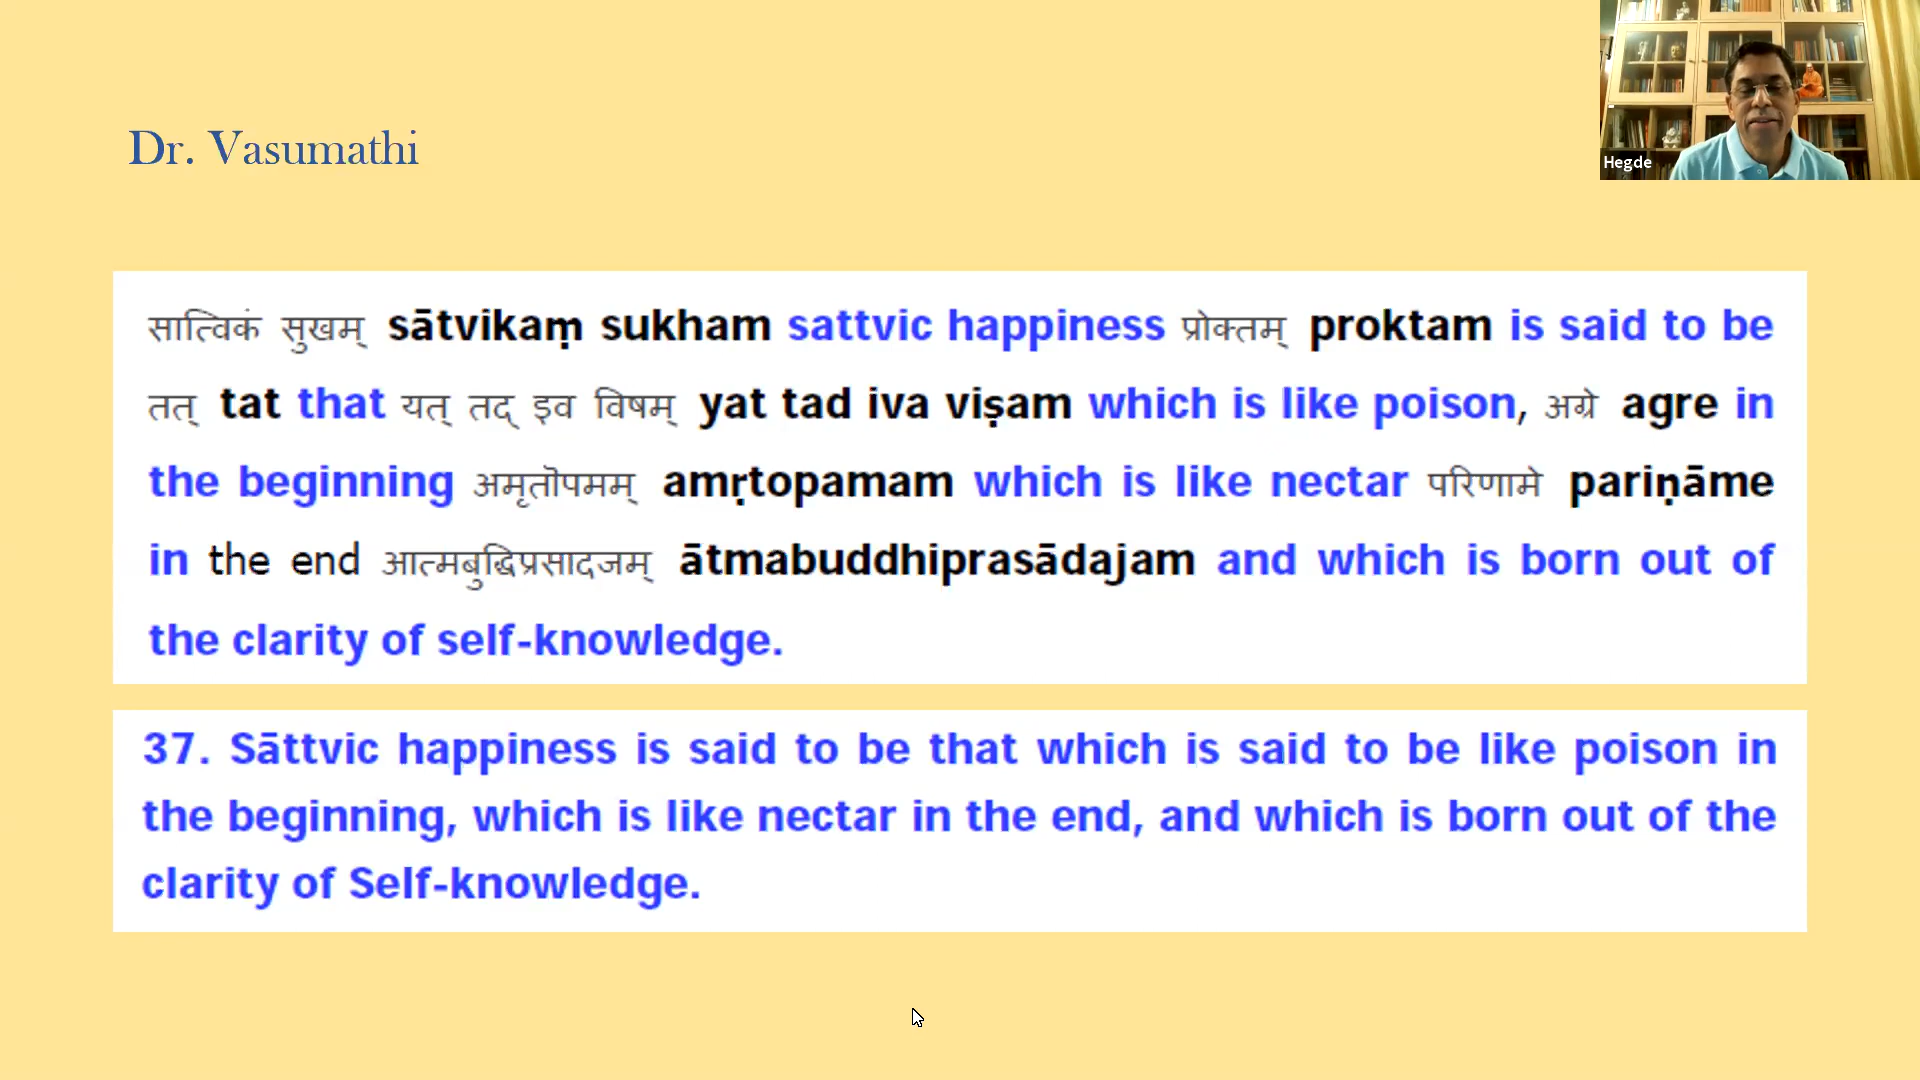 Dr. Vasumathi
Hegde
सात्विकं सुखम् sātvikaṃ sukham sattvic happiness प्रोक्तम् proktam is said to be
तत् tat that यत् तद् इव विषम् yat tad iva viṣam which is like poison, अग्रे agre in
the beginning अमृतॊपमम् amṛtopamam which is like nectar परिणामे pariṇāme
in the end आत्मबुद्धिप्रसादजम् ātmabuddhiprasādajam and which is born out of
the clarity of self-knowledge.
37. Sāttvic happiness is said to be that which is said to be like poison in
the beginning, which is like nectar in the end, and which is born out of the
clarity of Self-knowledge.